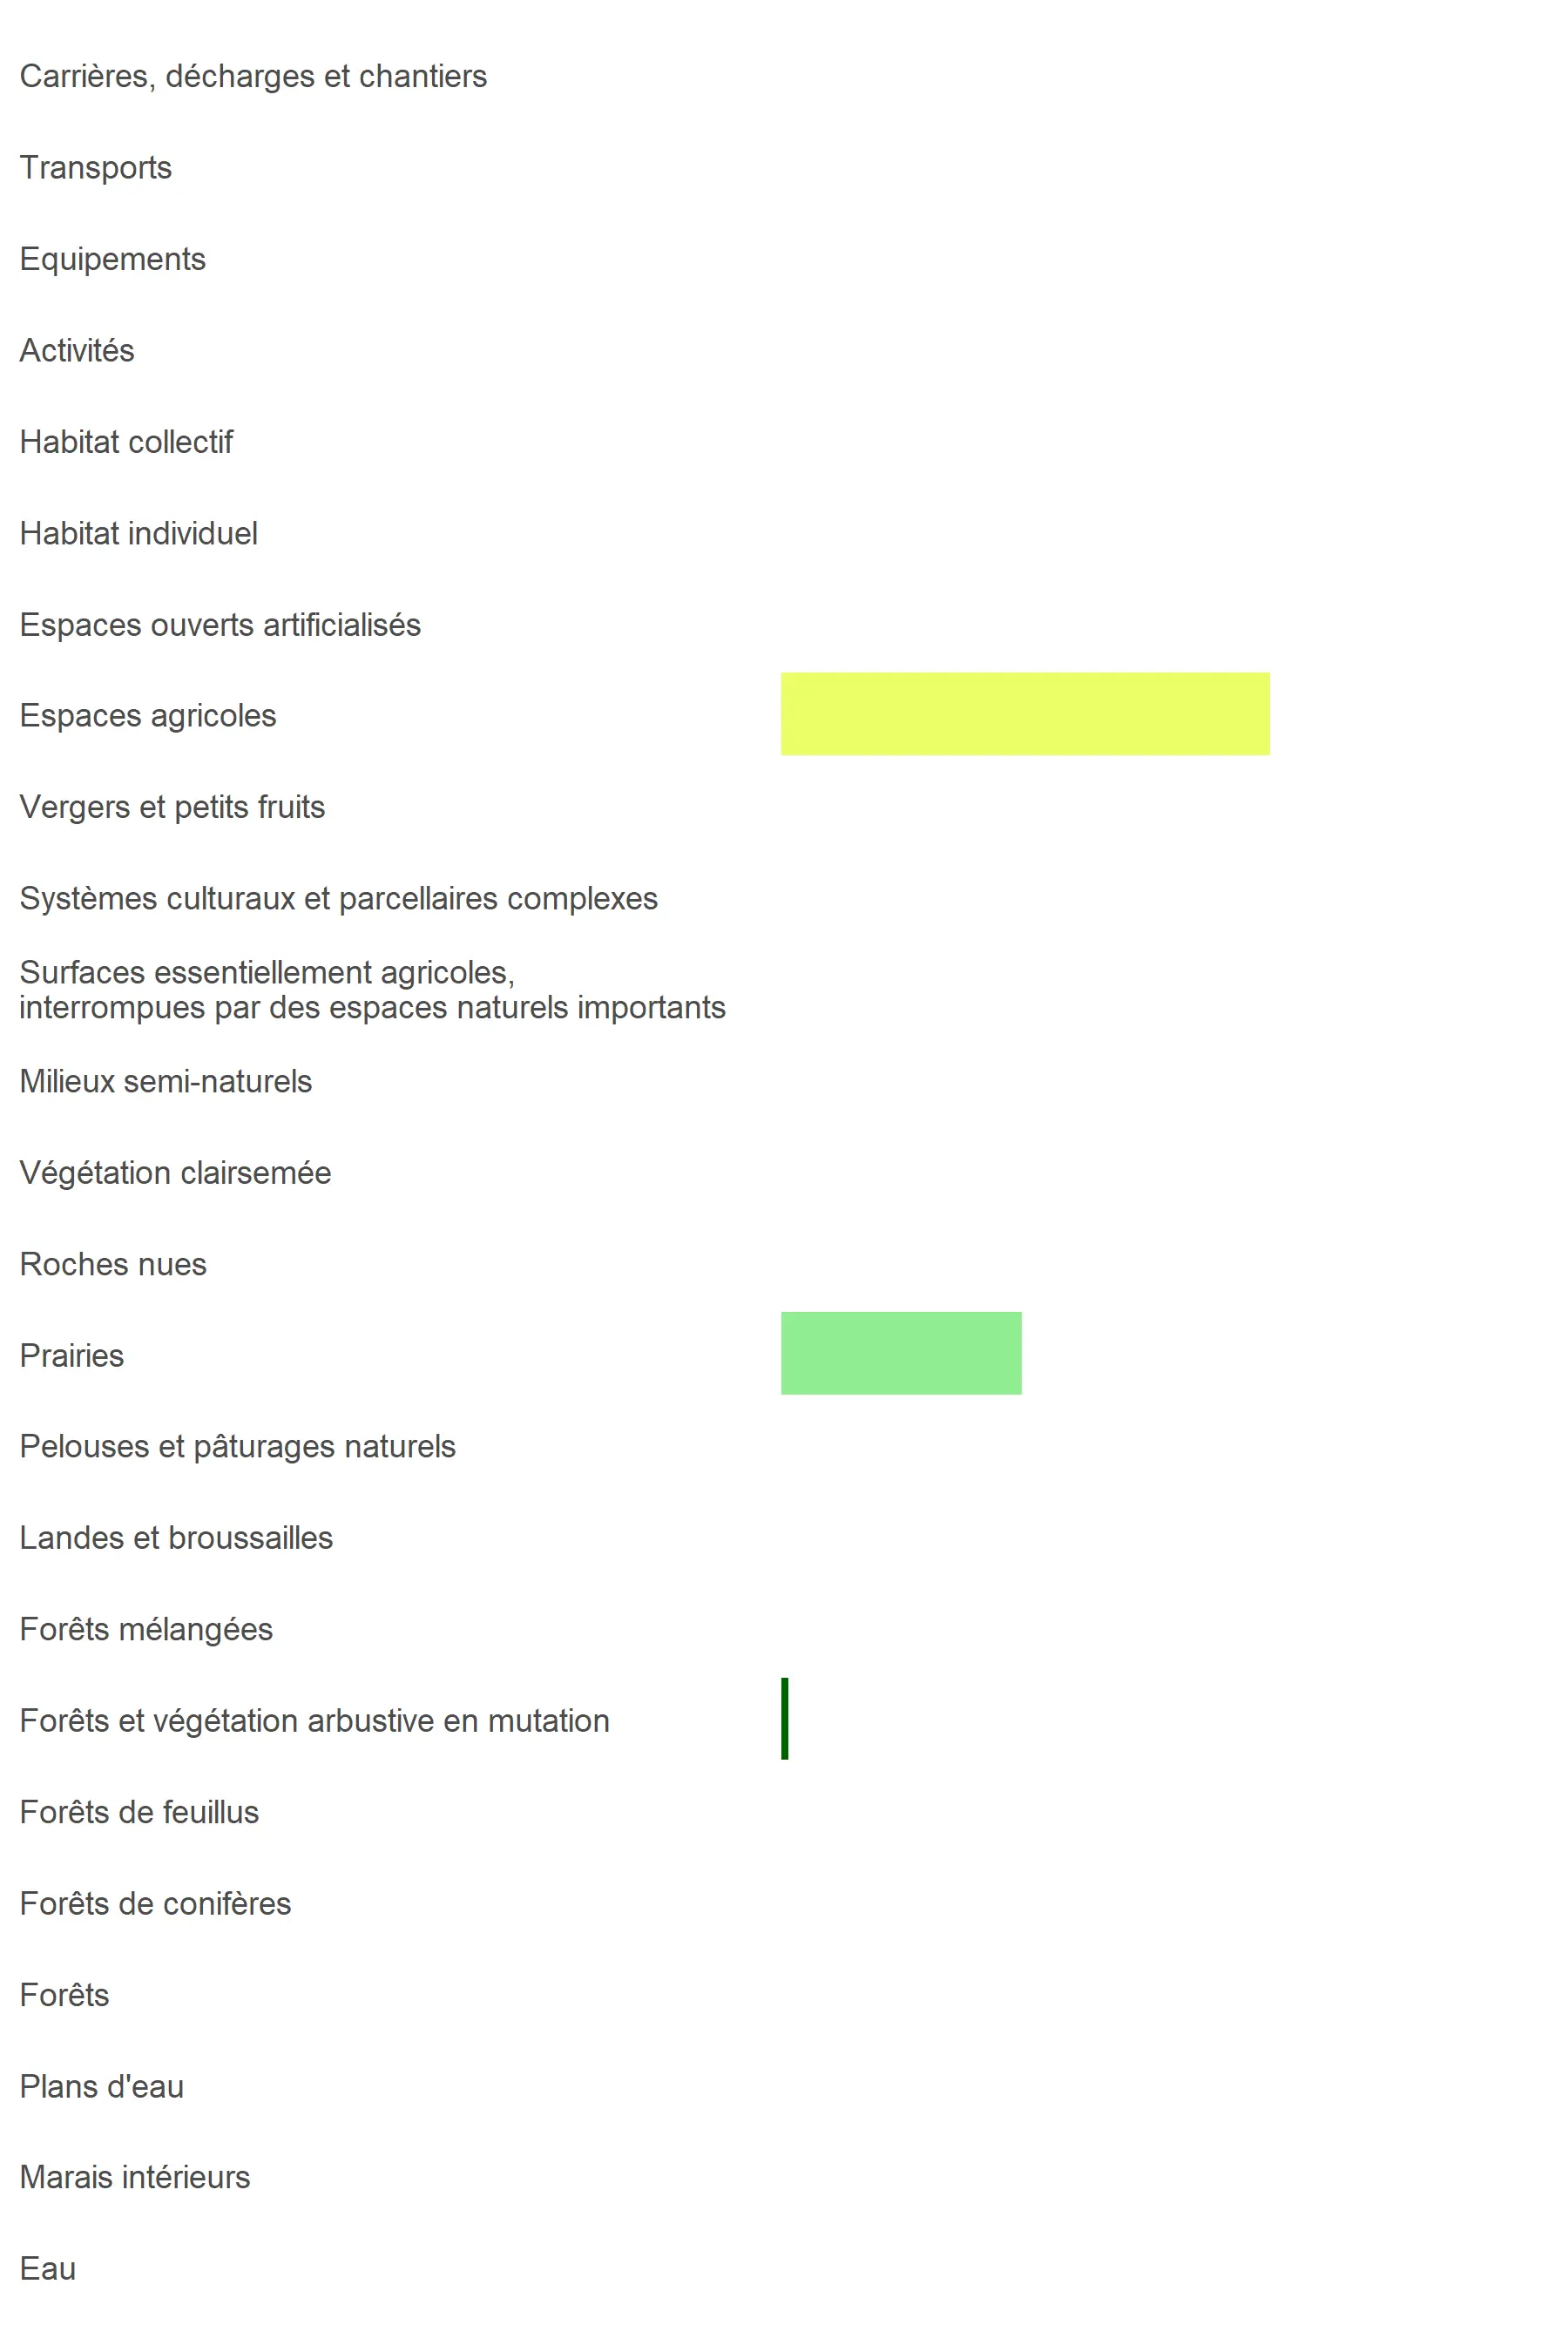 Carrières, décharges et chantiers
Transports
Equipements
Activités
Habitat collectif
Habitat individuel
Espaces ouverts artificialisés
Espaces agricoles
Vergers et petits fruits
Systèmes culturaux et parcellaires complexes
Surfaces essentiellement agricoles,
interrompues par des espaces naturels importants
Milieux semi-naturels
Végétation clairsemée
Roches nues
Prairies
Pelouses et pâturages naturels
Landes et broussailles
Forêts mélangées
Forêts et végétation arbustive en mutation
Forêts de feuillus
Forêts de conifères
Forêts
Plans d'eau
Marais intérieurs
Eau